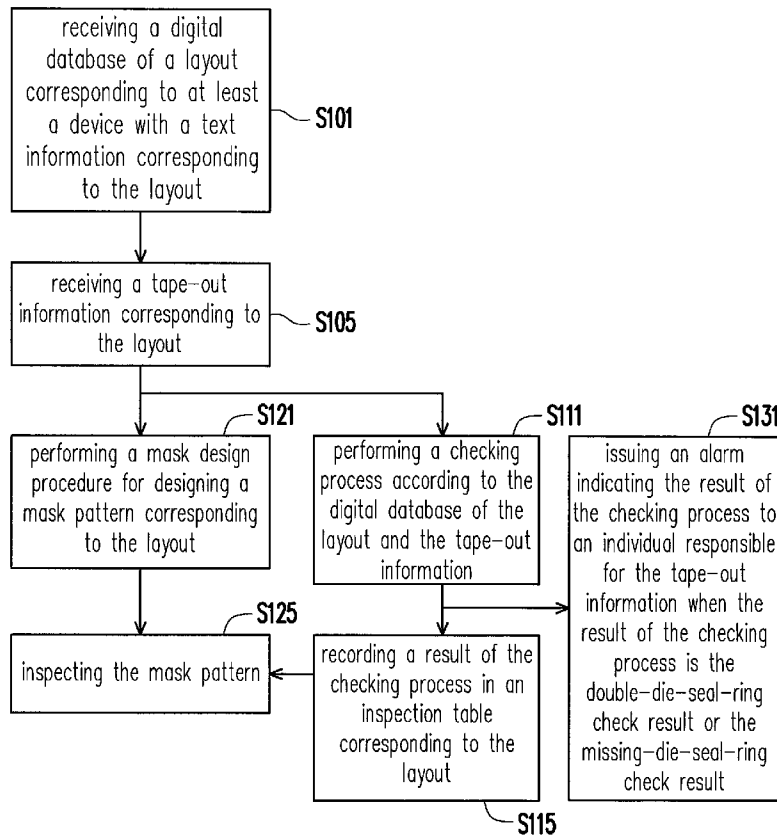 receiving a digital
database of a layout
corresponding to at least
a device with a text
information corresponding
to the layout
S101
receiving a tape-out
information corresponding to
the layout
S105
S121
performing a mask design
procedure for designing a
mask pattern corresponding
to the layout
S111
performing a checking
process according to the
digital database of the
layout and the tape-out
information
S131
issuing an alarm
indicating the result of
the checking process to
an individual responsible
for the tape-out
information when the
result of the checking
process is the
double-die-seal-ring
check result or the
missing-die-seal-ring
check result
S125
inspecting the mask pattern
recording a result of the
checking process in an
inspection table
corresponding to the
layout
S115